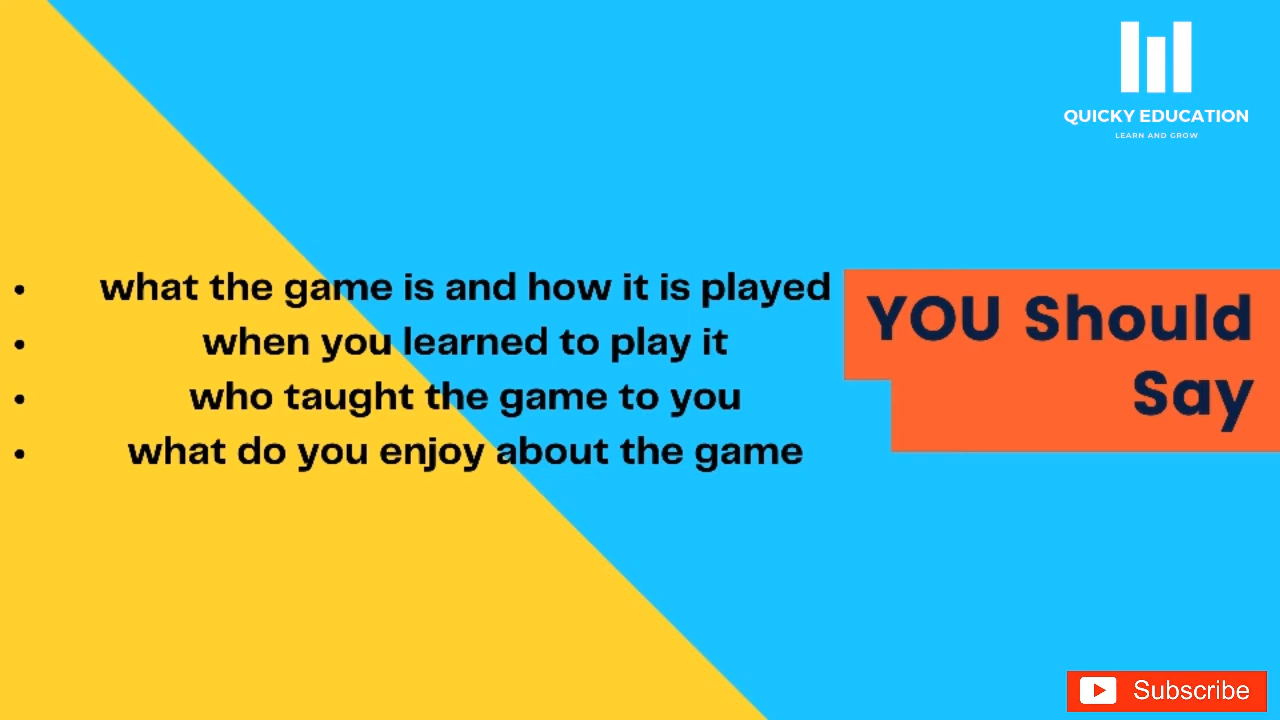 QUICKY EDUCATION
LEARN AND GROW
• what the game is and how it is played
• when you learned to play it
• who taught the game to you
• what do you enjoy about the game
YOU Should
Say
Subscribe